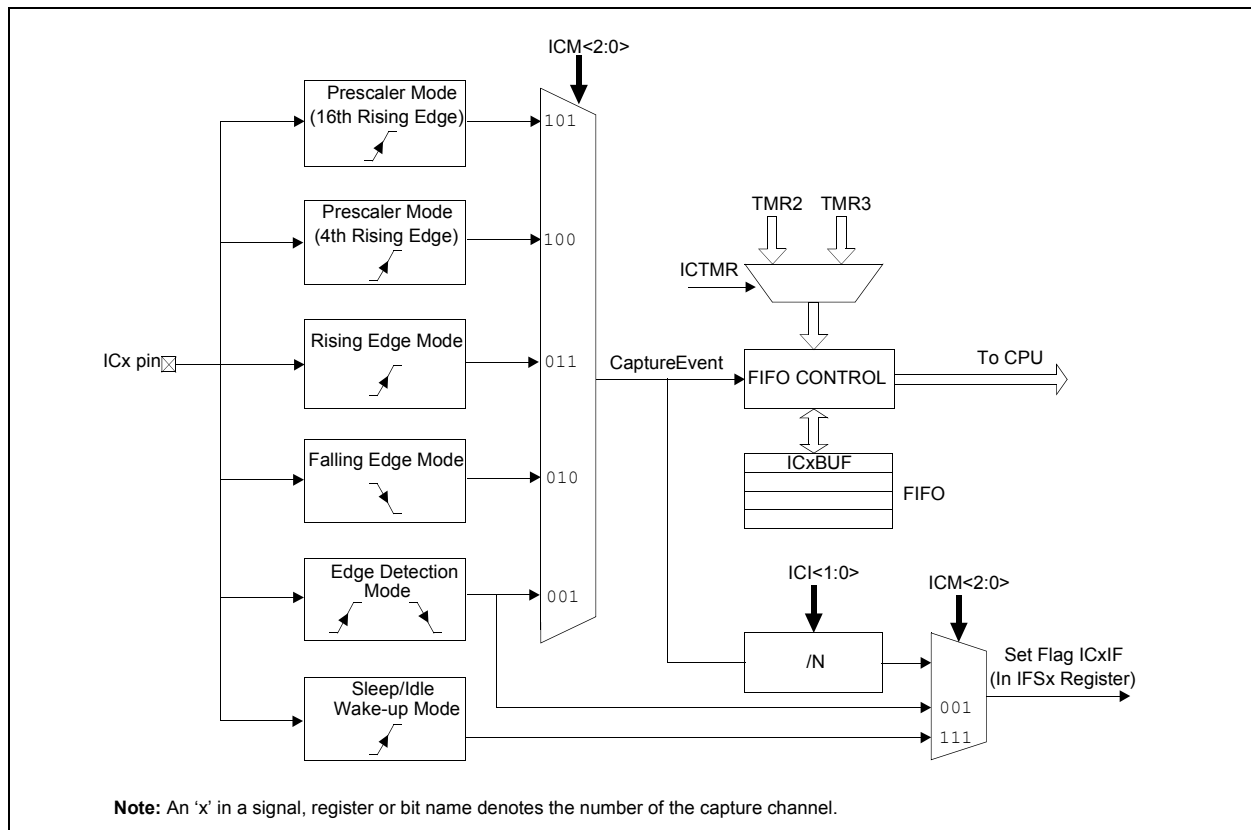 ICM<2:0>
Prescaler Mode
(16th Rising Edge)
101
Prescaler Mode
(4th Rising Edge)
100
TMR2
TMR3
ICTMR
ICx pin
Rising Edge Mode
011
CaptureEvent
FIFO CONTROL
To CPU
Falling Edge Mode
010
ICxBUF
FIFO
Edge Detection
Mode
001
ICI<1:0>
ICM<2:0>
/N
Set Flag ICxIF
(In IFSx Register)
Sleep/Idle
Wake-up Mode
001
111
Note: An ‘x’ in a signal, register or bit name denotes the number of the capture channel.